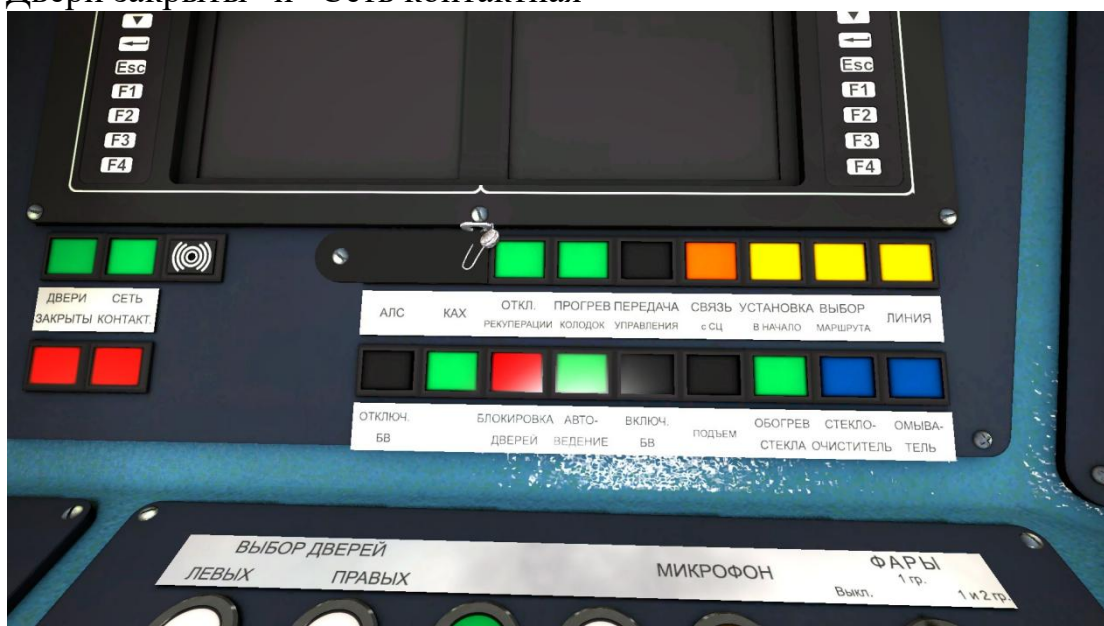 Двери закрыты" и "Сеть контактная"
Esc
F1
F2
F3
F4
Esc
F1
F2
F3
F4
ДВЕРИ ЗАКРЫТЫ
СЕТЬ КОНТАКТ.
АЛС
КАХ
ОТКЛ. РЕКУПЕРАЦИИ
ПРОГРЕВ КОЛОДОК
ПЕРЕДАЧА УПРАВЛЕНИЯ
СВЯЗЬ с СЦ
УСТАНОВКА В НАЧАЛО
ВЫБОР МАРШРУТА
ЛИНИЯ
ОТКЛЮЧ. БВ
БЛОКИРОВКА ДВЕРЕЙ
АВТО- ВЕДЕНИЕ
ВКЛЮЧ. БВ
ПОДЪЕМ
ОБОГРЕВ СТЕКЛА
СТЕКЛО- ОЧИСТИТЕЛЬ
ОМЫВА- ТЕЛЬ
ВЫБОР ДВЕРЕЙ
ЛЕВЫХ
ПРАВЫХ
МИКРОФОН
ФАРЫ
1 гр.
Выкл.
1 и 2 гр.